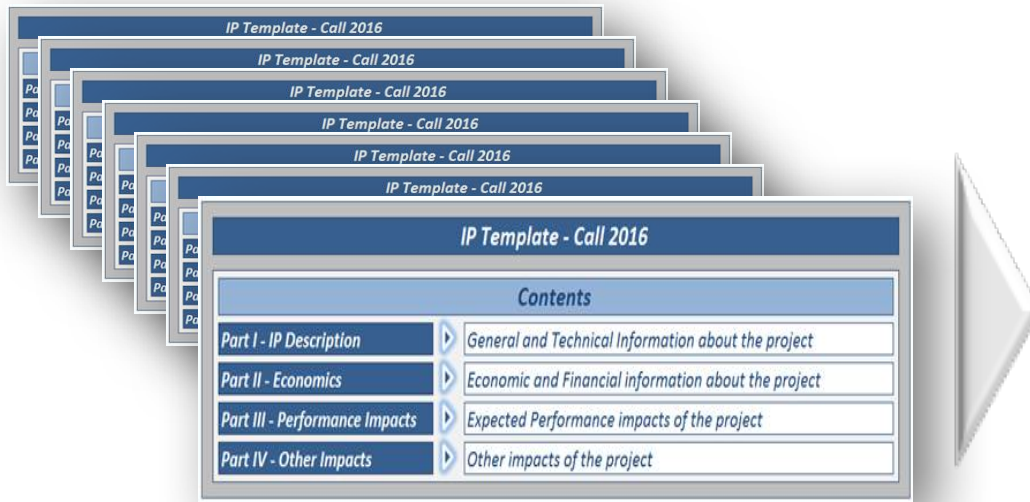 IP Template - Call 2016
IP Template - Call 2016
IP Template - Call 2016
IP Template - Call 2016
IP Template - Call 2016
IP Template - Call 2016
IP Template - Call 2016
Contents
Part I - IP Description General and Technical Information about the project
Part II - Economics Economic and Financial information about the project
Part III - Performance Impacts Expected Performance impacts of the project
Part IV - Other Impacts Other impacts of the project